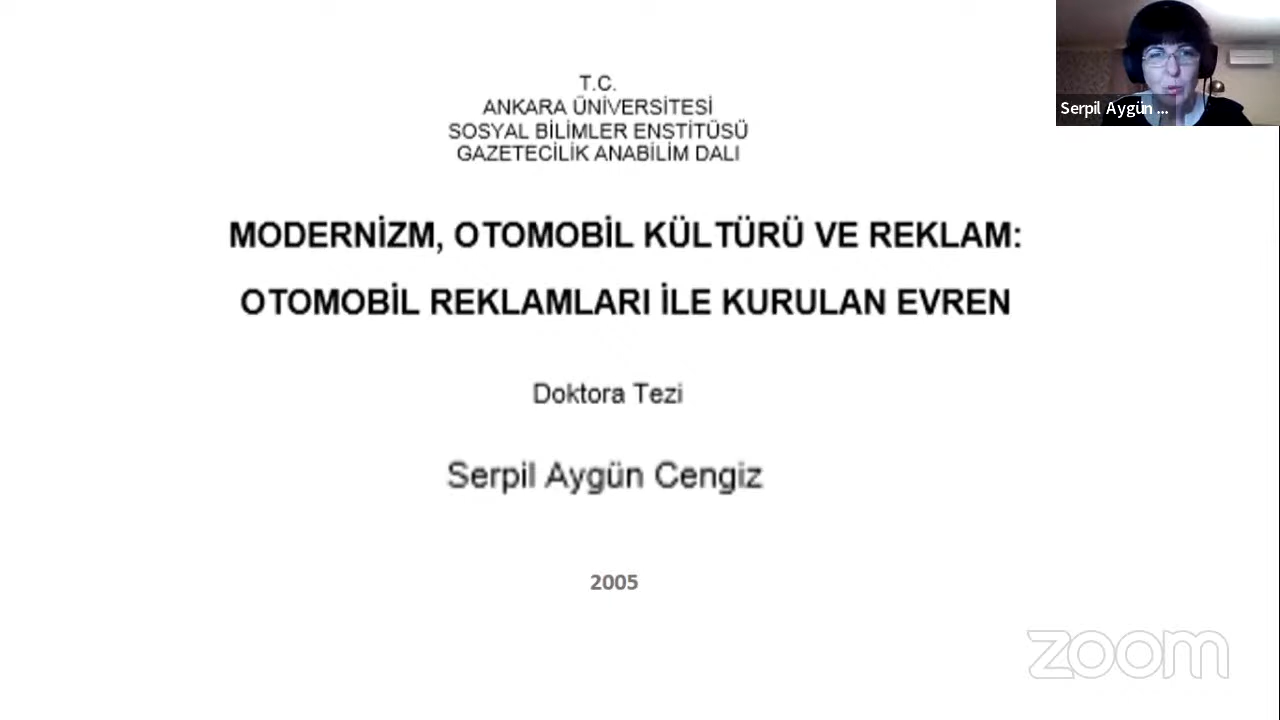 T.C.
ANKARA ÜNİVERSİTESİ
SOSYAL BİLİMLER ENSTİTÜSÜ
GAZETECİLİK ANABİLİM DALI
MODERNİZM, OTOMOBİL KÜLTÜRÜ VE REKLAM:
OTOMOBİL REKLAMLARI İLE KURULAN EVREN
Doktora Tezi
Serpil Aygün Cengiz
2005
Serpil Aygün ...
zoom